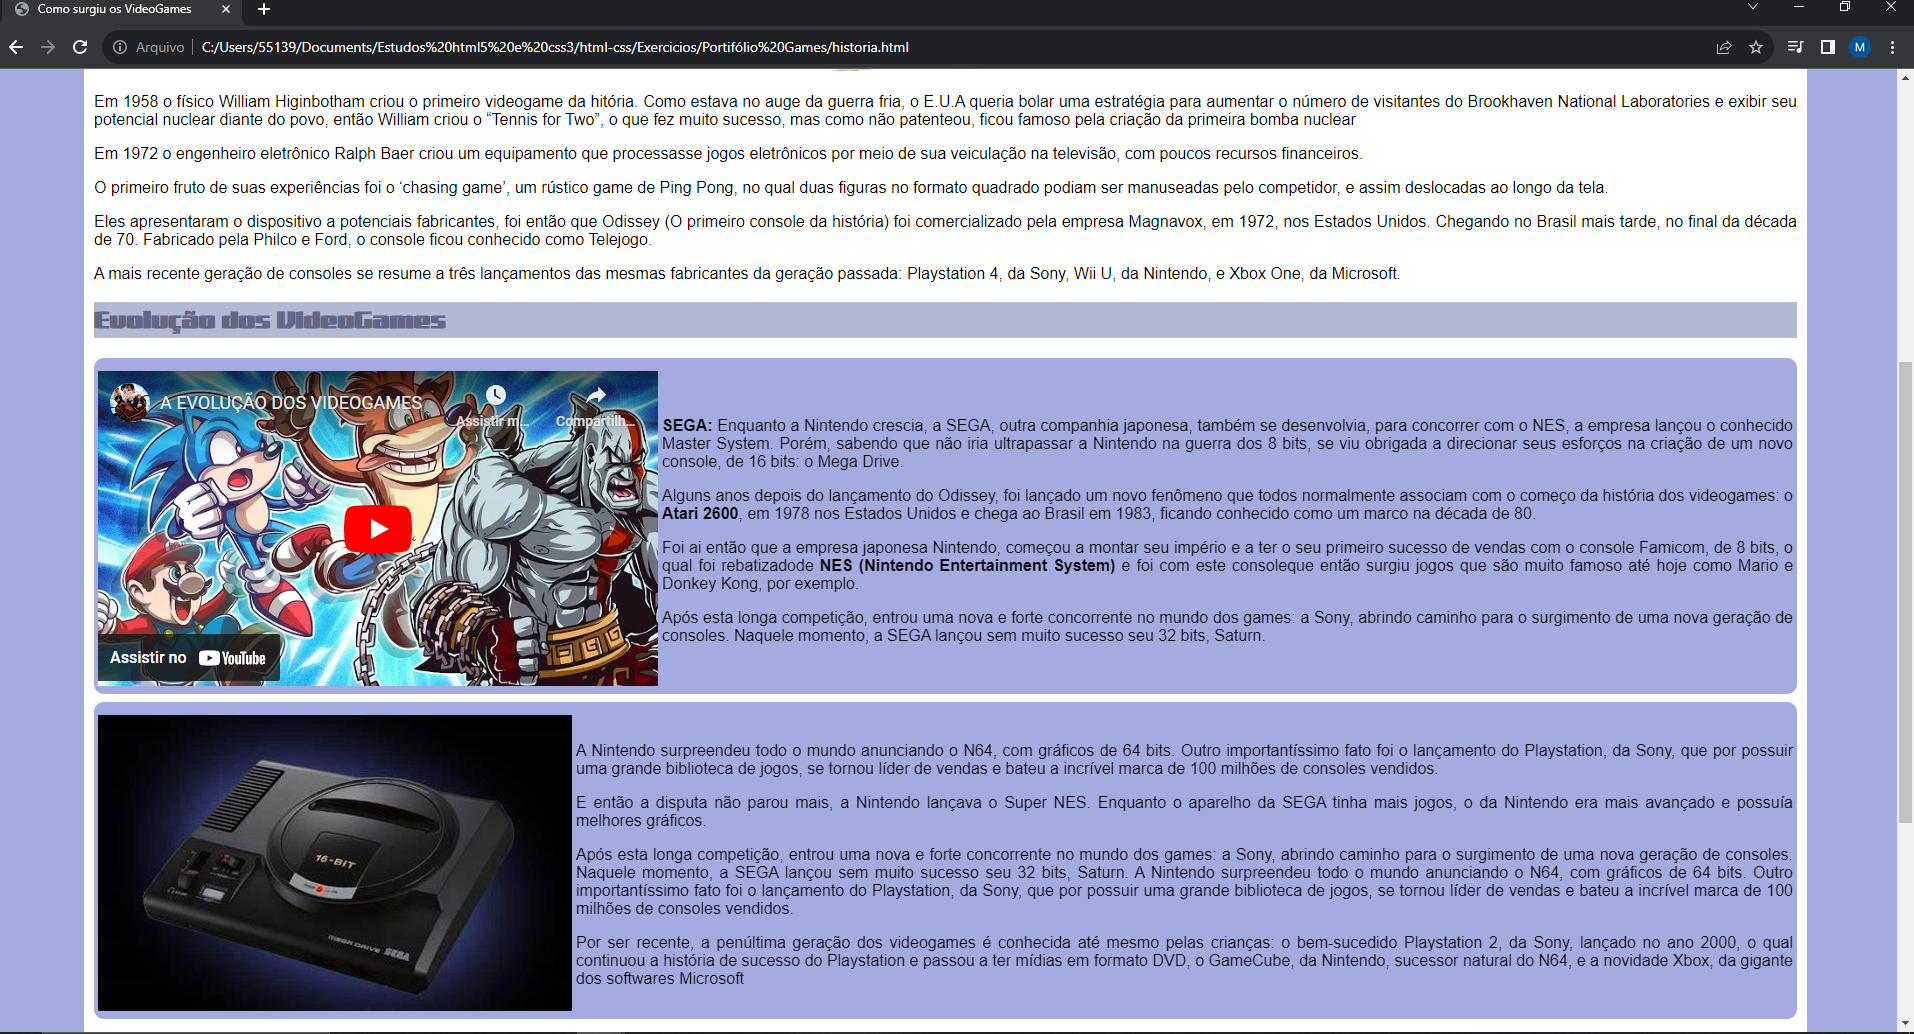 Como surgiu os VideoGames
Arquivo
C:/Users/55139/Documents/Estudos%20html5%20e%20css3/html-css/Exercicios/Portifólio%20Games/historia.html
M
Em 1958 o físico William Higinbotham criou o primeiro videogame da hitória. Como estava no auge da guerra fria, o E.U.A queria bolar uma estratégia para aumentar o número de visitantes do Brookhaven National Laboratories e exibir seu
potencial nuclear diante do povo, então William criou o “Tennis for Two”, o que fez muito sucesso, mas como não patenteou, ficou famoso pela criação da primeira bomba nuclear
Em 1972 o engenheiro eletrônico Ralph Baer criou um equipamento que processasse jogos eletrônicos por meio de sua veiculação na televisão, com poucos recursos financeiros.
O primeiro fruto de suas experiências foi o ‘chasing game’, um rústico game de Ping Pong, no qual duas figuras no formato quadrado podiam ser manuseadas pelo competidor, e assim deslocadas ao longo da tela.
Eles apresentaram o dispositivo a potenciais fabricantes, foi então que Odissey (O primeiro console da história) foi comercializado pela empresa Magnavox, em 1972, nos Estados Unidos. Chegando no Brasil mais tarde, no final da década
de 70. Fabricado pela Philco e Ford, o console ficou conhecido como Telejogo.
A mais recente geração de consoles se resume a três lançamentos das mesmas fabricantes da geração passada: Playstation 4, da Sony, Wii U, da Nintendo, e Xbox One, da Microsoft.
Evolução dos VideoGames
A EVOLUÇÃO DOS VIDEOGAMES
Assistir m...
Compartilh...
Assistir no YouTube
SEGA: Enquanto a Nintendo crescia, a SEGA, outra companhia japonesa, também se desenvolvia, para concorrer com o NES, a empresa lançou o conhecido
Master System. Porém, sabendo que não iria ultrapassar a Nintendo na guerra dos 8 bits, se viu obrigada a direcionar seus esforços na criação de um novo
console, de 16 bits: o Mega Drive.
Alguns anos depois do lançamento do Odissey, foi lançado um novo fenômeno que todos normalmente associam com o começo da história dos videogames: o
Atari 2600, em 1978 nos Estados Unidos e chega ao Brasil em 1983, ficando conhecido como um marco na década de 80.
Foi ai então que a empresa japonesa Nintendo, começou a montar seu império e a ter o seu primeiro sucesso de vendas com o console Famicom, de 8 bits, o
qual foi rebatizadode NES (Nintendo Entertainment System) e foi com este consoleque então surgiu jogos que são muito famoso até hoje como Mario e
Donkey Kong, por exemplo.
Após esta longa competição, entrou uma nova e forte concorrente no mundo dos games: a Sony, abrindo caminho para o surgimento de uma nova geração de
consoles. Naquele momento, a SEGA lançou sem muito sucesso seu 32 bits, Saturn.
16-BIT
MEGA DRIVE SEGA
A Nintendo surpreendeu todo o mundo anunciando o N64, com gráficos de 64 bits. Outro importantíssimo fato foi o lançamento do Playstation, da Sony, que por possuir
uma grande biblioteca de jogos, se tornou líder de vendas e bateu a incrível marca de 100 milhões de consoles vendidos.
E então a disputa não parou mais, a Nintendo lançava o Super NES. Enquanto o aparelho da SEGA tinha mais jogos, o da Nintendo era mais avançado e possuía
melhores gráficos.
Após esta longa competição, entrou uma nova e forte concorrente no mundo dos games: a Sony, abrindo caminho para o surgimento de uma nova geração de consoles.
Naquele momento, a SEGA lançou sem muito sucesso seu 32 bits, Saturn. A Nintendo surpreendeu todo o mundo anunciando o N64, com gráficos de 64 bits. Outro
importantíssimo fato foi o lançamento do Playstation, da Sony, que por possuir uma grande biblioteca de jogos, se tornou líder de vendas e bateu a incrível marca de 100
milhões de consoles vendidos.
Por ser recente, a penúltima geração dos videogames é conhecida até mesmo pelas crianças: o bem-sucedido Playstation 2, da Sony, lançado no ano 2000, o qual
continuou a história de sucesso do Playstation e passou a ter mídias em formato DVD, o GameCube, da Nintendo, sucessor natural do N64, e a novidade Xbox, da gigante
dos softwares Microsoft